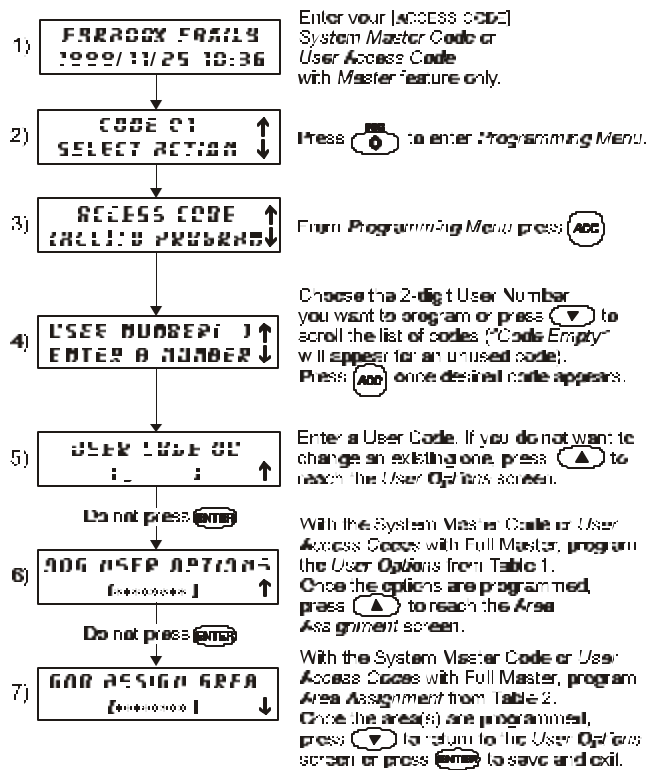 1)
PARADOX FAMILY
1999/11/25 10:36
Enter your [ACCESS CODE]
System Master Code or
User Access Code
with Master feature only.
2)
CODE 01 ↑
SELECT ACTION ↓
Press 0 to enter Programming Menu.
3)
ACCESS CODE ↑
[ACC] TO PROGRAM ↓
From Programming Menu press ACC
4)
USER NUMBER( ) ↑
ENTER A NUMBER ↓
Choose the 2-digit User Number
you want to program or press ▼ to
scroll the list of codes ("Code Empty"
will appear for an unused code).
Press ADD once desired code appears.
5)
USER CODE
↑
Enter a User Code. If you do not want to
change an existing one, press ▲ to
reach the User Options screen.
Do not press ENTER
6)
USER OPTIONS
↑
With the System Master Code or User
Access Codes with Full Master, program
the User Options from Table 1.
Once the options are programmed,
press ▲ to reach the Area
Assignment screen.
Do not press ENTER
7)
ASSIGN AREA
↓
With the System Master Code or User
Access Codes with Full Master, program
Area Assignment from Table 2.
Once the area(s) are programmed,
press ▼ to return to the User Options
screen or press ENTER to save and exit.